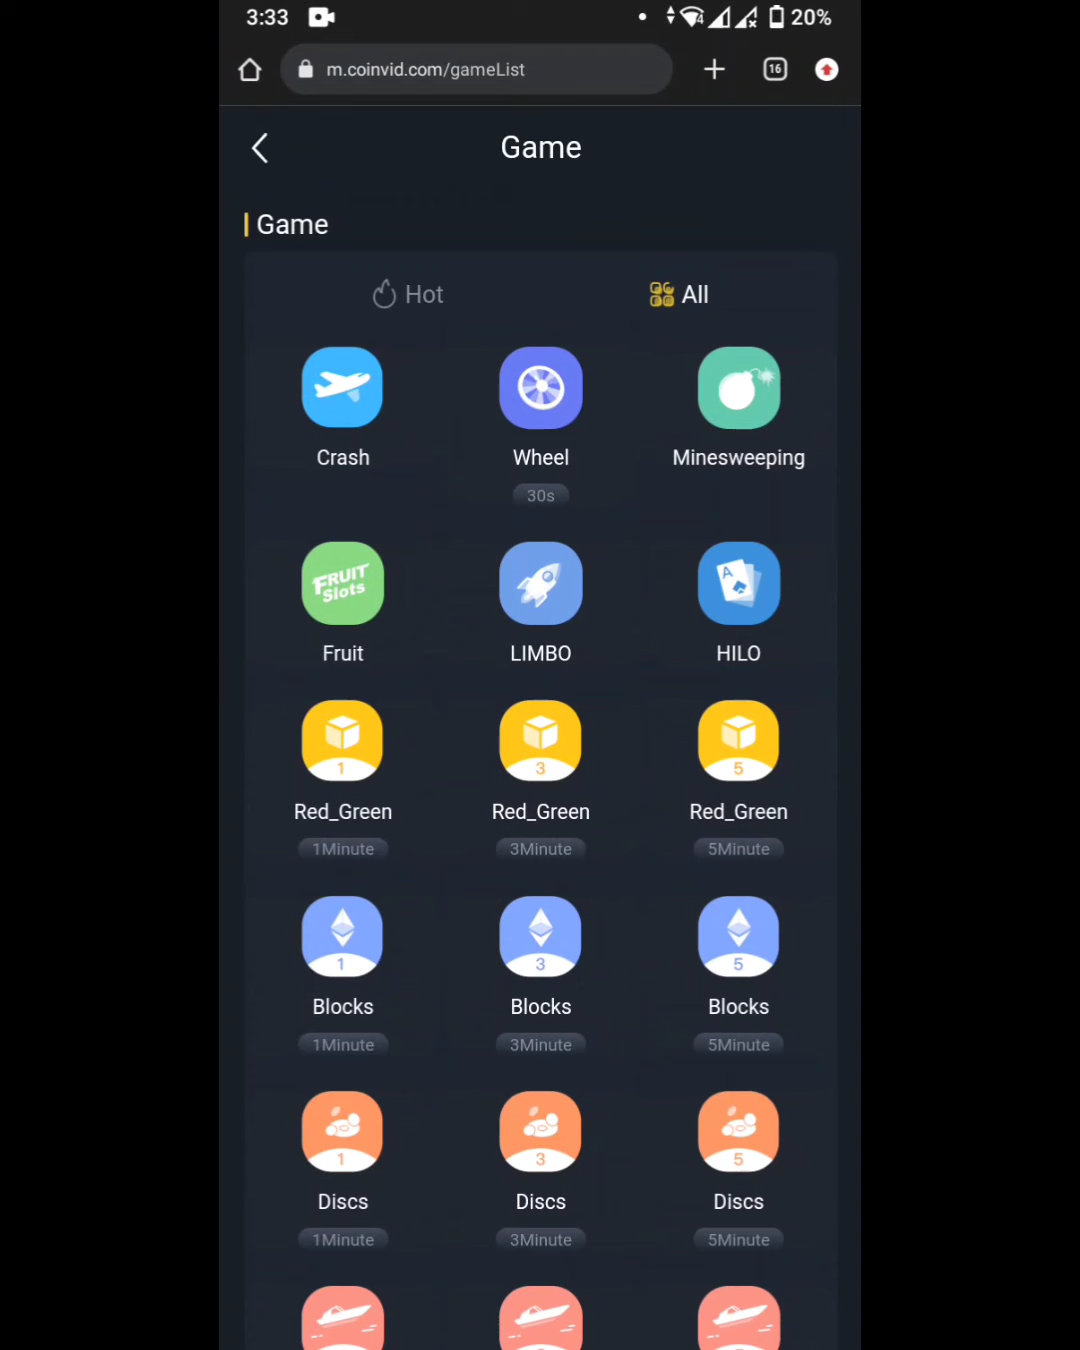 3:33 4 20%
m.coinvid.com/gameList 16
Game
Game
Hot All
Crash Wheel Minesweeping
30s
FRUIT
Slots
A
Fruit LIMBO HILO
1 3 5
Red_Green Red_Green Red_Green
1Minute 3Minute 5Minute
1 3 5
Blocks Blocks Blocks
1Minute 3Minute 5Minute
1 3 5
Discs Discs Discs
1Minute 3Minute 5Minute